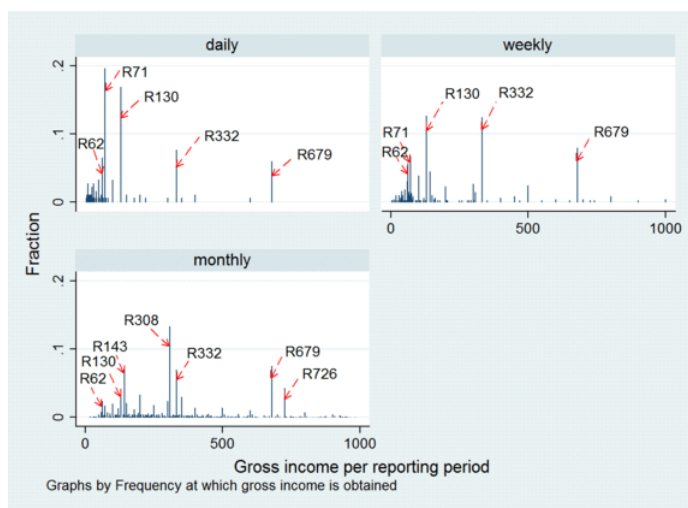 daily
weekly
.2
.1
0
R71
R130
R62
R332
R679
R130
R332
R71
R62
R679
0
500
1000
monthly
.2
.1
0
R308
R143
R130
R62
R332
R679
R726
0
500
1000
Fraction
Gross income per reporting period
Graphs by Frequency at which gross income is obtained